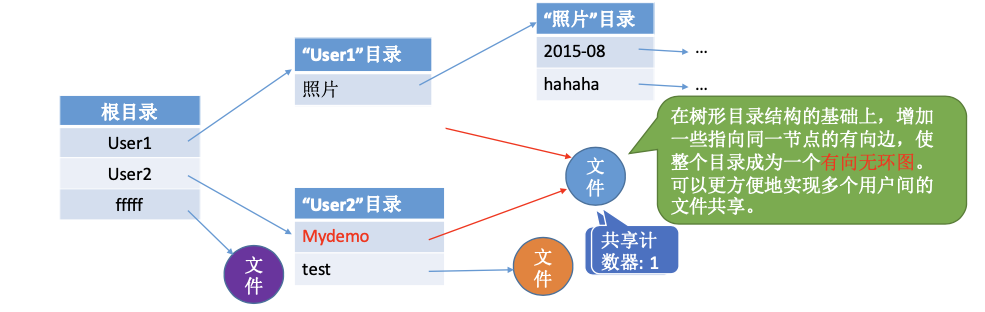 “照片”目录
2015-08
...
hahaha
...
“User1”目录
照片
根目录
User1
User2
fffff
文
件
“User2”目录
Mydemo
test
文
件
文
件
共享计
数器: 1
在树形目录结构的基础上，增加
一些指向同一节点的有向边，使
整个目录成为一个有向无环图。
可以更方便地实现多个用户间的
文件共享。